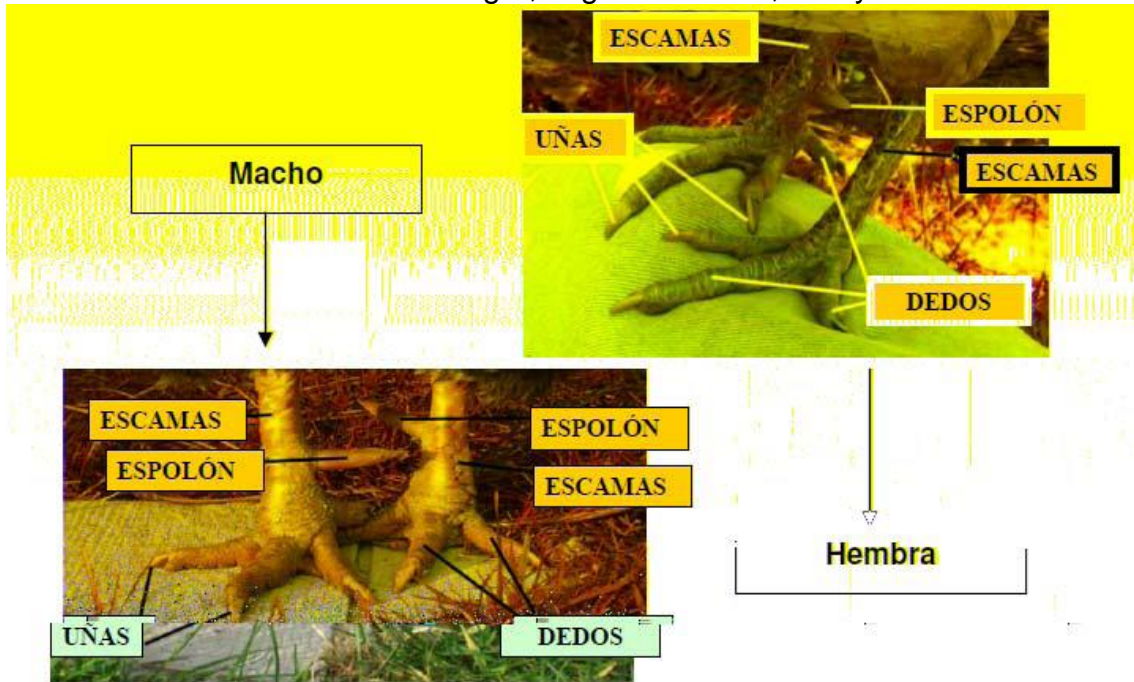 ESCAMAS
ESPOLÓN
UÑAS
Macho
ESCAMAS
DEDOS
ESCAMAS
ESPOLÓN
ESPOLÓN
ESCAMAS
Hembra
UÑAS
DEDOS